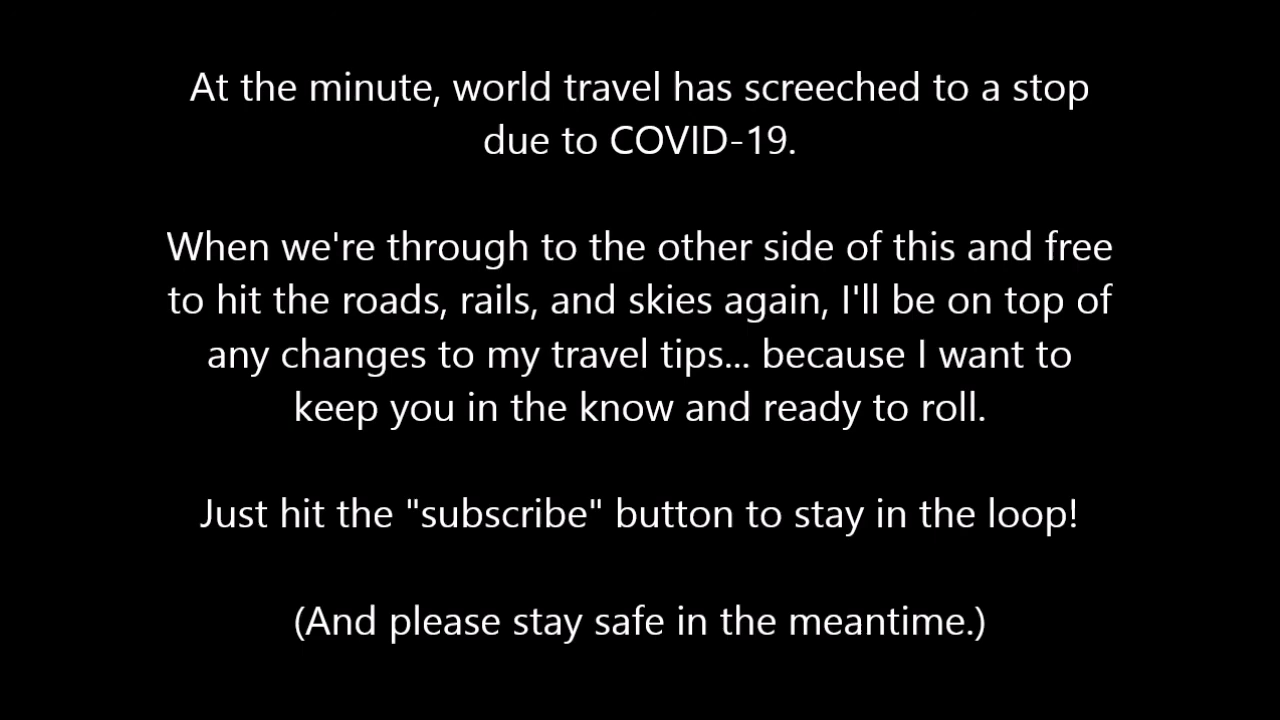 At the minute, world travel has screeched to a stop
due to COVID-19.
When we're through to the other side of this and free
to hit the roads, rails, and skies again, I'll be on top of
any changes to my travel tips... because I want to
keep you in the know and ready to roll.
Just hit the "subscribe" button to stay in the loop!
(And please stay safe in the meantime.)